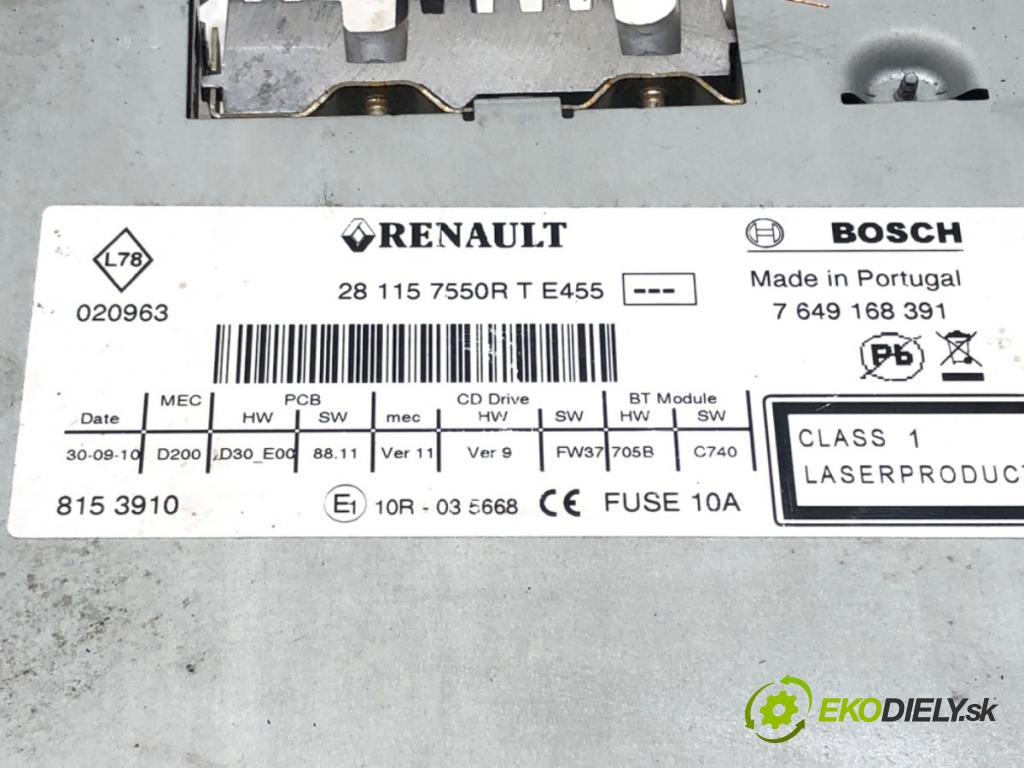 RENAULT
BOSCH
L78
020963
28 115 7550R T E455 ---
Made in Portugal
7 649 168 391
Pb
MEC PCB CD Drive BT Module
Date HW SW mec HW SW HW SW
30-09-10 D200 D30_E00 88.11 Ver 11 Ver 9 FW37 705B C740
CLASS 1
LASERPRODUCT
8153910
E1 10R - 03 5668 CE FUSE 10A
EKODIELY.sk